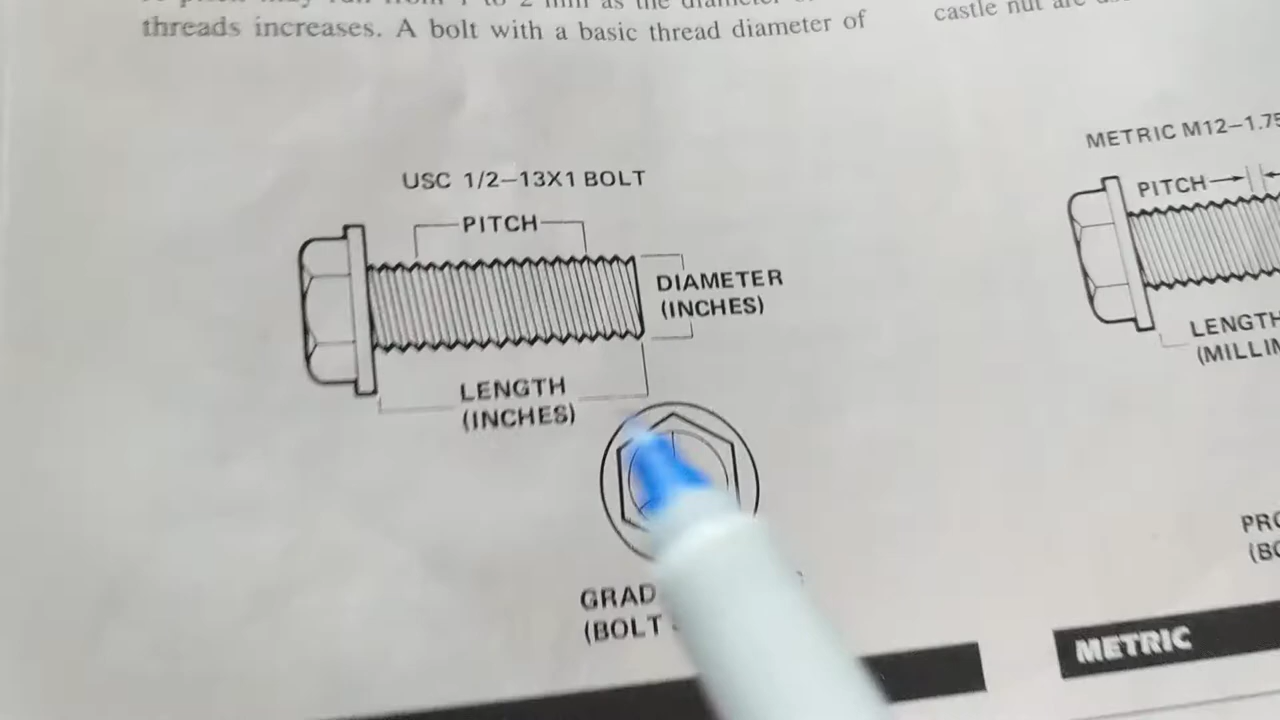 threads increases. A bolt with a basic thread diameter of
castle nut are
USC 1/2–13X1 BOLT
PITCH
DIAMETER
(INCHES)
LENGTH
(INCHES)
METRIC M12–1.75
PITCH
LENGTH
GRAD
(BOLT
METRIC